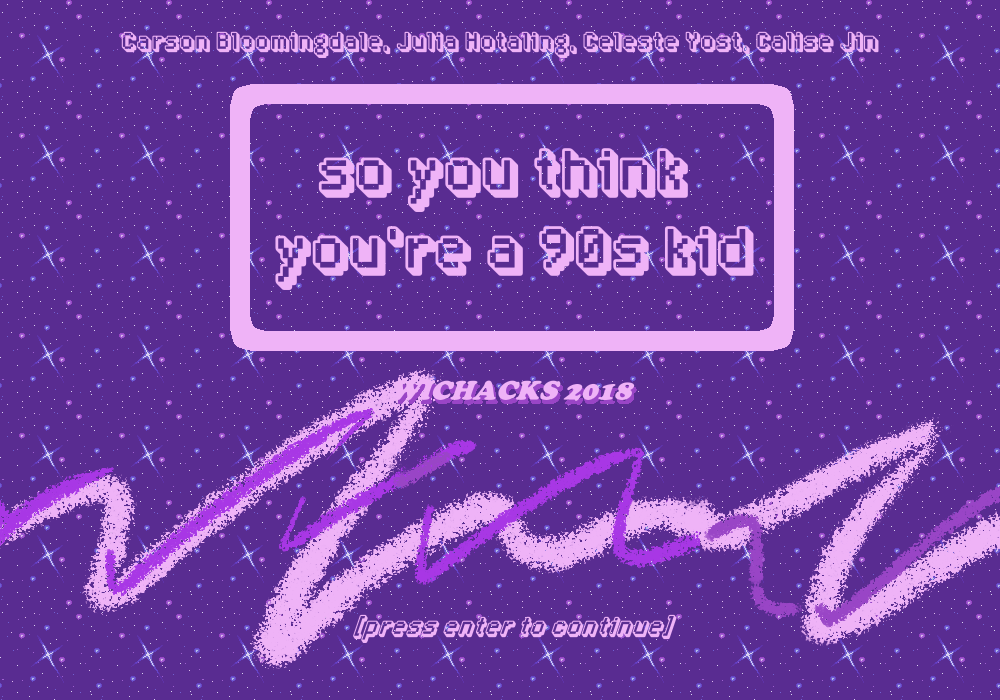 Carson Bloomingdale, Julia Hotaling, Celeste Yost, Calise Jin
so you think
you're a 90s kid
WICHACKS 2018
[press enter to continue]